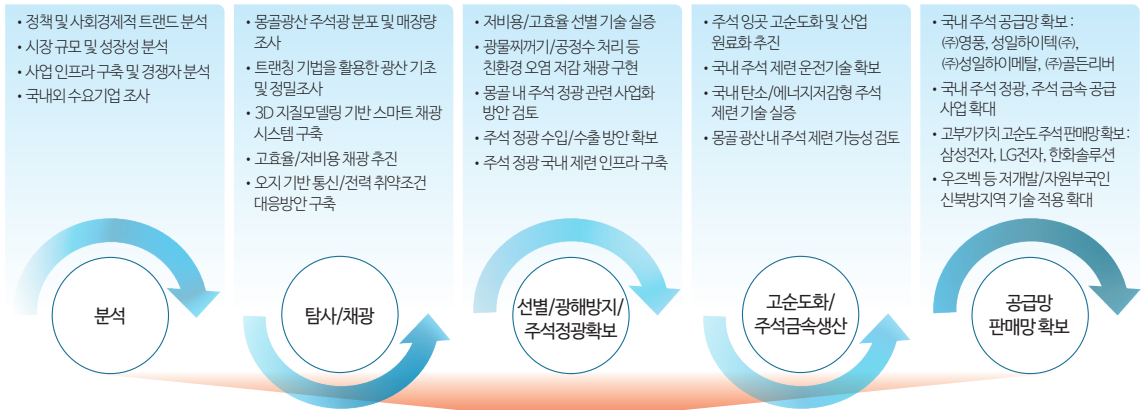 • 정책 및 사회경제적 트랜드 분석
• 시장 규모 및 성장성 분석
• 사업 인프라 구축 및 경쟁자 분석
• 국내외 수요기업 조사
분석
• 몽골광산 주석광 분포 및 매장량
조사
• 트랜칭 기법을 활용한 광산 기초
및 정밀조사
• 3D 지질모델링 기반 스마트 채광
시스템 구축
• 고효율/저비용 채광 추진
• 오지 기반 통신/전력 취약조건
대응방안 구축
탐사/채광
• 저비용/고효율 선별 기술 실증
• 광물찌꺼기/공정수 처리 등
친환경 오염 저감 채광 구현
• 몽골 내 주석 정광 관련 사업화
방안 검토
• 주석 정광 수입/수출 방안 확보
• 주석 정광 국내 제련 인프라 구축
선별/광해방지/
주석정광확보
• 주석 잉곳 고순도화 및 산업
원료화 추진
• 국내 주석 제련 운전기술 확보
• 국내 탄소/에너지저감형 주석
제련 기술 실증
• 몽골 광산 내 주석 제련 가능성 검토
고순도화/
주석금속생산
• 국내 주석 공급망 확보 :
㈜영풍, 성일하이텍㈜,
㈜성일하이메탈, ㈜골든리버
• 국내 주석 정광, 주석 금속 공급
사업 확대
• 고부가가치 고순도 주석 판매망 확보 :
삼성전자, LG전자, 한화솔루션
• 우즈벡 등 저개발/자원부국인
신북방지역 기술 적용 확대
공급망
판매망 확보